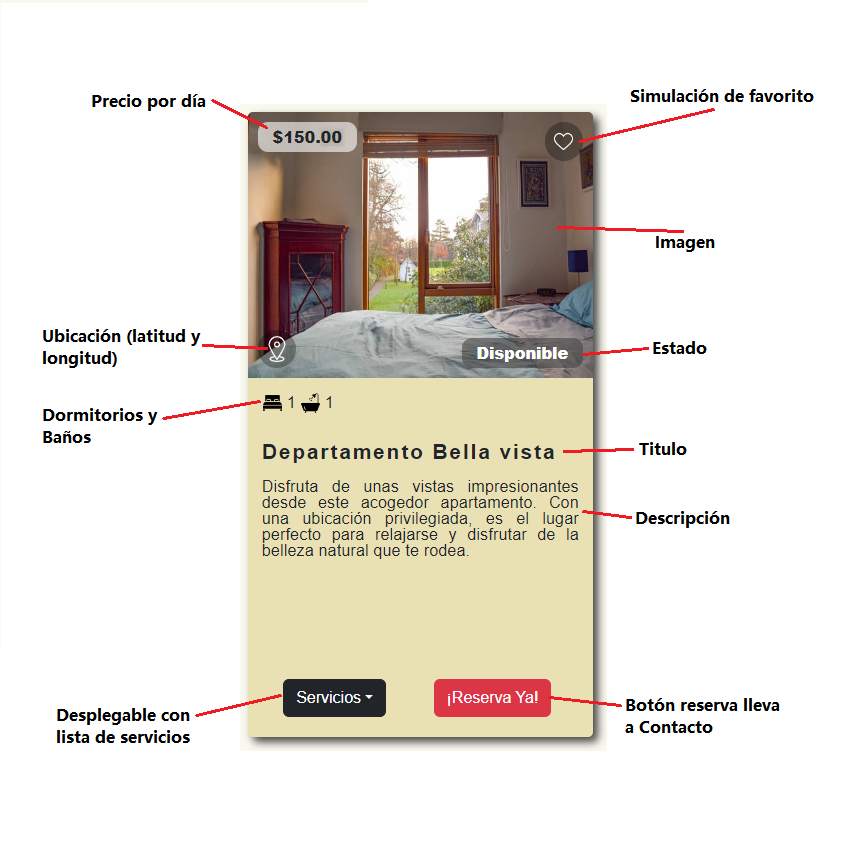 Precio por día
Simulación de favorito
$150.00
Imagen
Ubicación (latitud y
longitud)
Disponible
Estado
Dormitorios y
Baños
1 1
Departamento Bella vista
Titulo
Disfruta de unas vistas impresionantes
desde este acogedor apartamento. Con
una ubicación privilegiada, es el lugar
perfecto para relajarse y disfrutar de la
belleza natural que te rodea.
Descripción
Servicios
¡Reserva Ya!
Desplegable con
lista de servicios
Botón reserva lleva
a Contacto